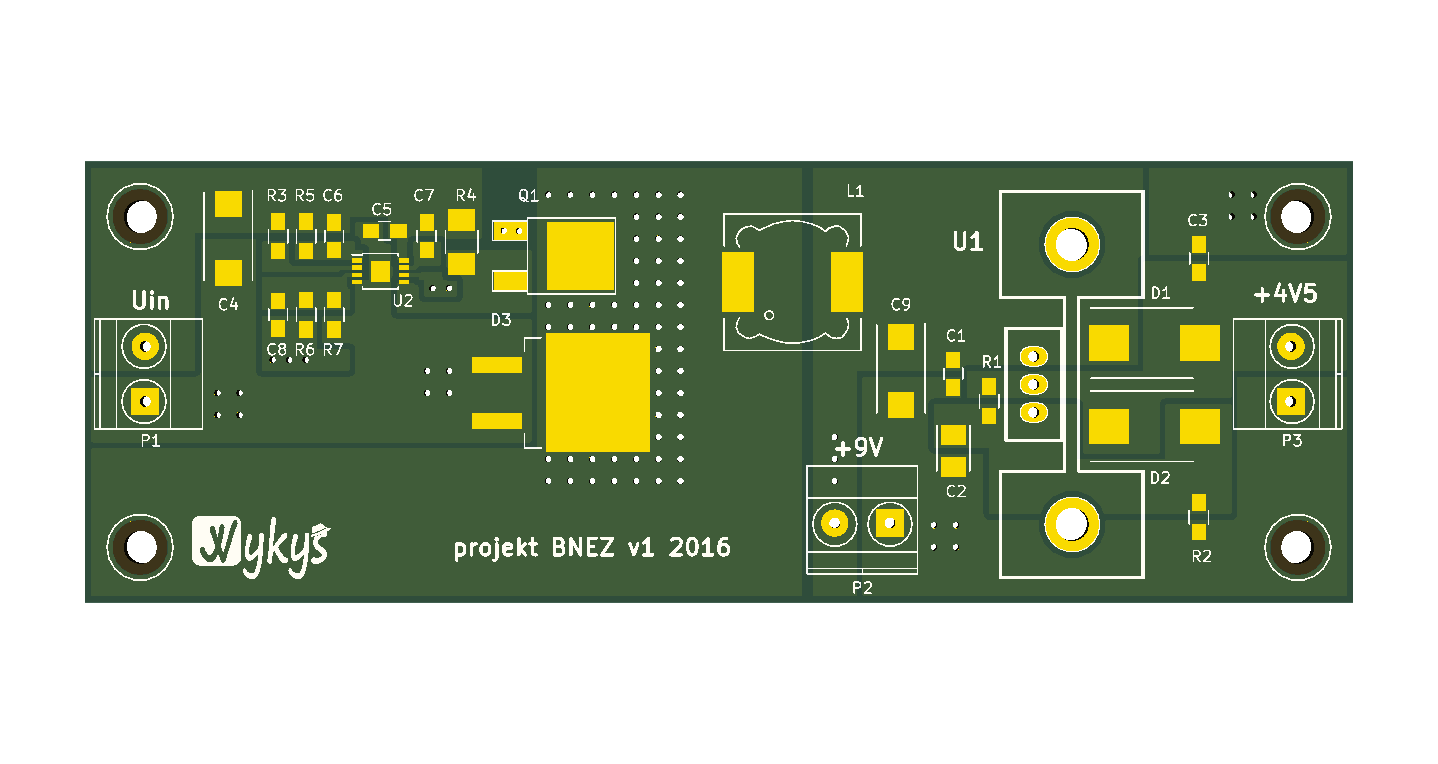 R3 R5 C6 C5 C7 R4 Q1 L1
U1 C3
Uin C4 U2 D3 C9 D1 +4V5
C8 R6 R7 C1 R1
P1 +9V P3
C2 D2
Wykys projekt BNEZ v1 2016 R2
P2